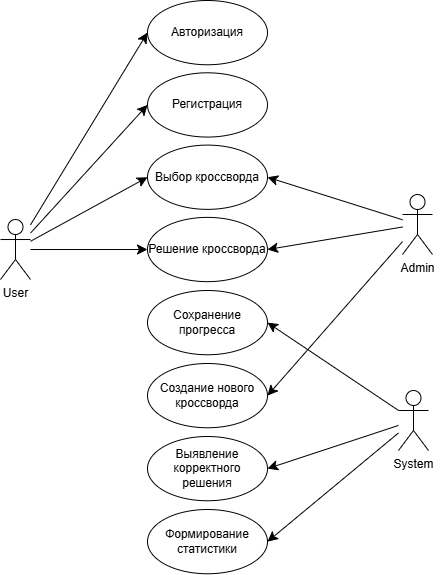 Авторизация
Регистрация
Выбор кроссворда
Решение кроссворда
User
Admin
Сохранение
прогресса
Создание нового
кроссворда
Выявление
корректного
решения
System
Формирование
статистики